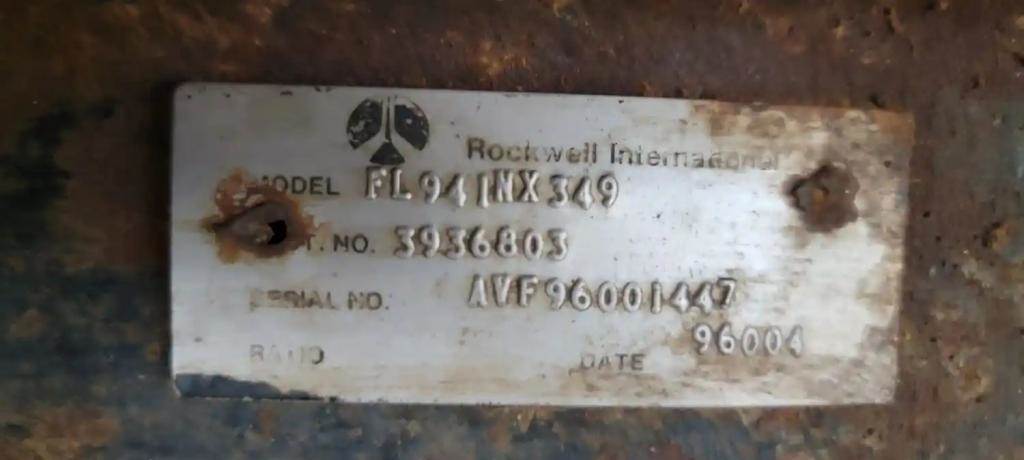 Rockwell International
MODEL FL941NX349
T. NO. 3936803
SERIAL NO. AVF96001447
RATIO DATE 96004